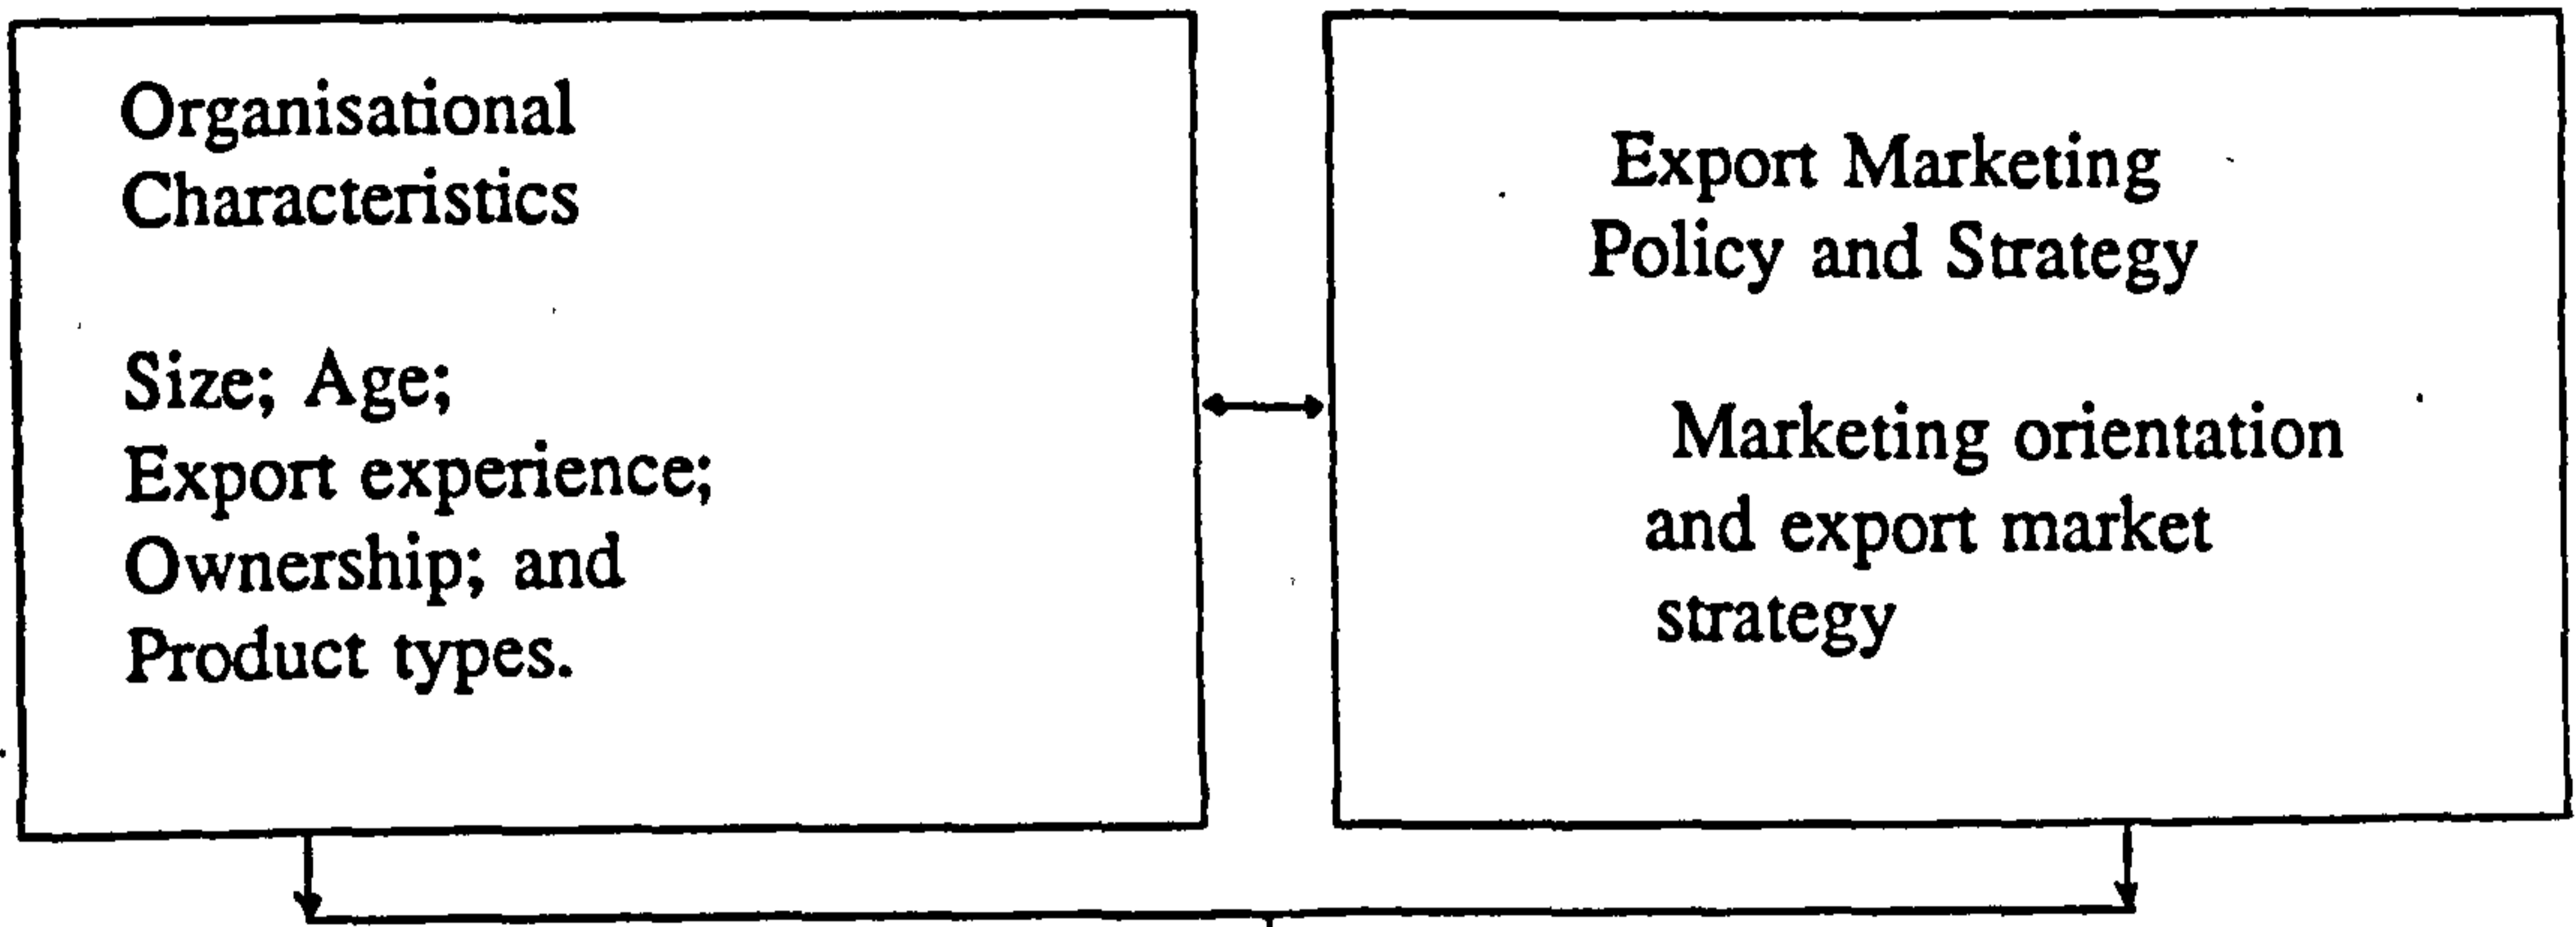 Organisational
Characteristics
Size; Age;
Export experience;
Ownership; and
Product types.
Export Marketing
Policy and Strategy
Marketing orientation
and export market
strategy